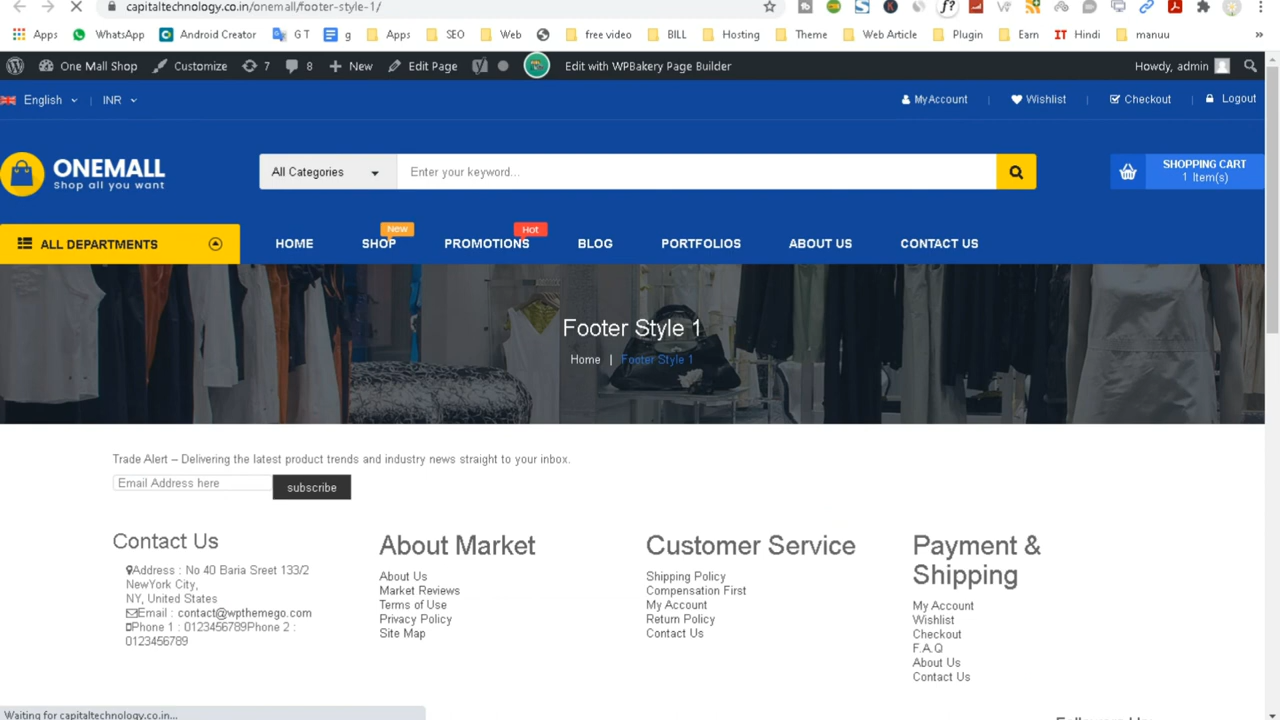 capitaltechnology.co.in/onemall/footer-style-1/
Apps WhatsApp Android Creator G T g Apps SEO Web free video BILL Hosting Theme Web Article Plugin Earn IT Hindi manuu »
One Mall Shop Customize 7 8 New Edit Page Edit with WPBakery Page Builder Howdy, admin
English INR MyAccount Wishlist Checkout Logout
ONEMALL
Shop all you want
All Categories Enter your keyword...
SHOPPING CART
1 Item(s)
New Hot
ALL DEPARTMENTS HOME SHOP PROMOTIONS BLOG PORTFOLIOS ABOUT US CONTACT US
Footer Style 1
Home | Footer Style 1
Trade Alert – Delivering the latest product trends and industry news straight to your inbox.
Email Address here subscribe
Contact Us
Address : No 40 Baria Sreet 133/2
NewYork City,
NY, United States
Email : contact@wpthemego.com
Phone 1 : 0123456789Phone 2 :
0123456789
About Market
About Us
Market Reviews
Terms of Use
Privacy Policy
Site Map
Customer Service
Shipping Policy
Compensation First
My Account
Return Policy
Contact Us
Payment &
Shipping
My Account
Wishlist
Checkout
F.A.Q
About Us
Contact Us
Waiting for capitaltechnology.co.in...